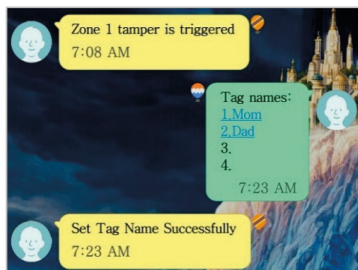 Zone 1 tamper is triggered
7:08 AM
Tag names:
1.Mom
2.Dad
3.
4.
7:23 AM
Set Tag Name Successfully
7:23 AM